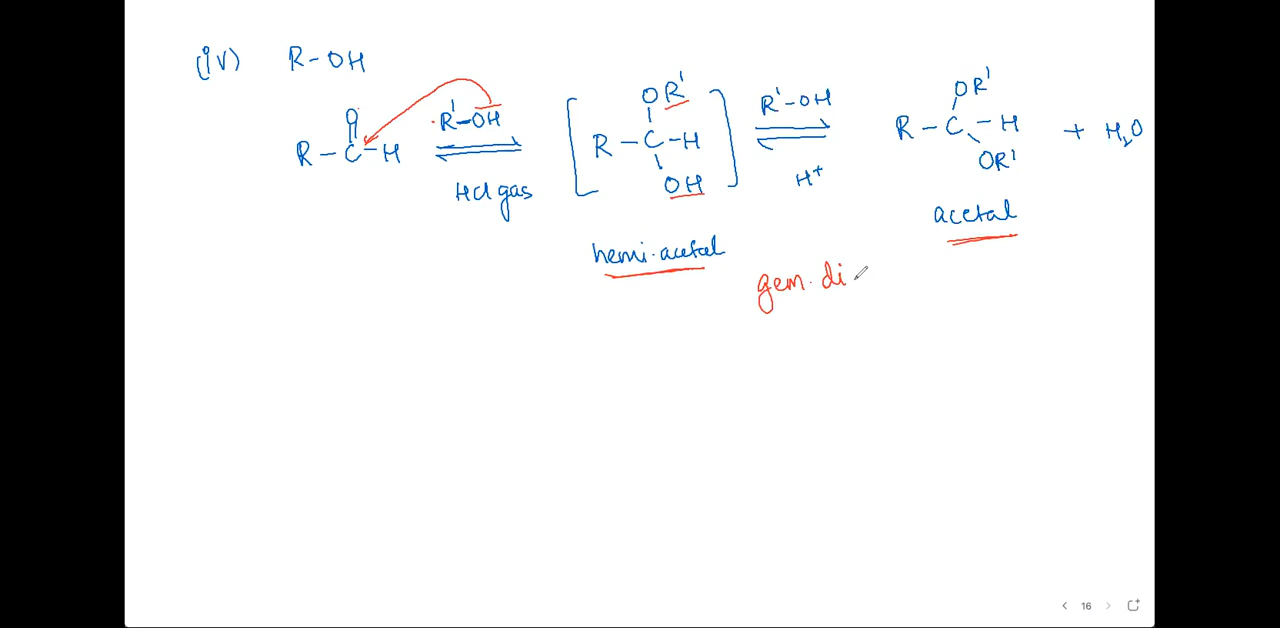 (iv) R-OH
OR'
OR'
R'-OH
R'-OH
O
R-C-H
R-C-H
R-C-H + H₂O
OH
OR'
HCl gas
H+
acetal
hemi-acetal
gem. di
16